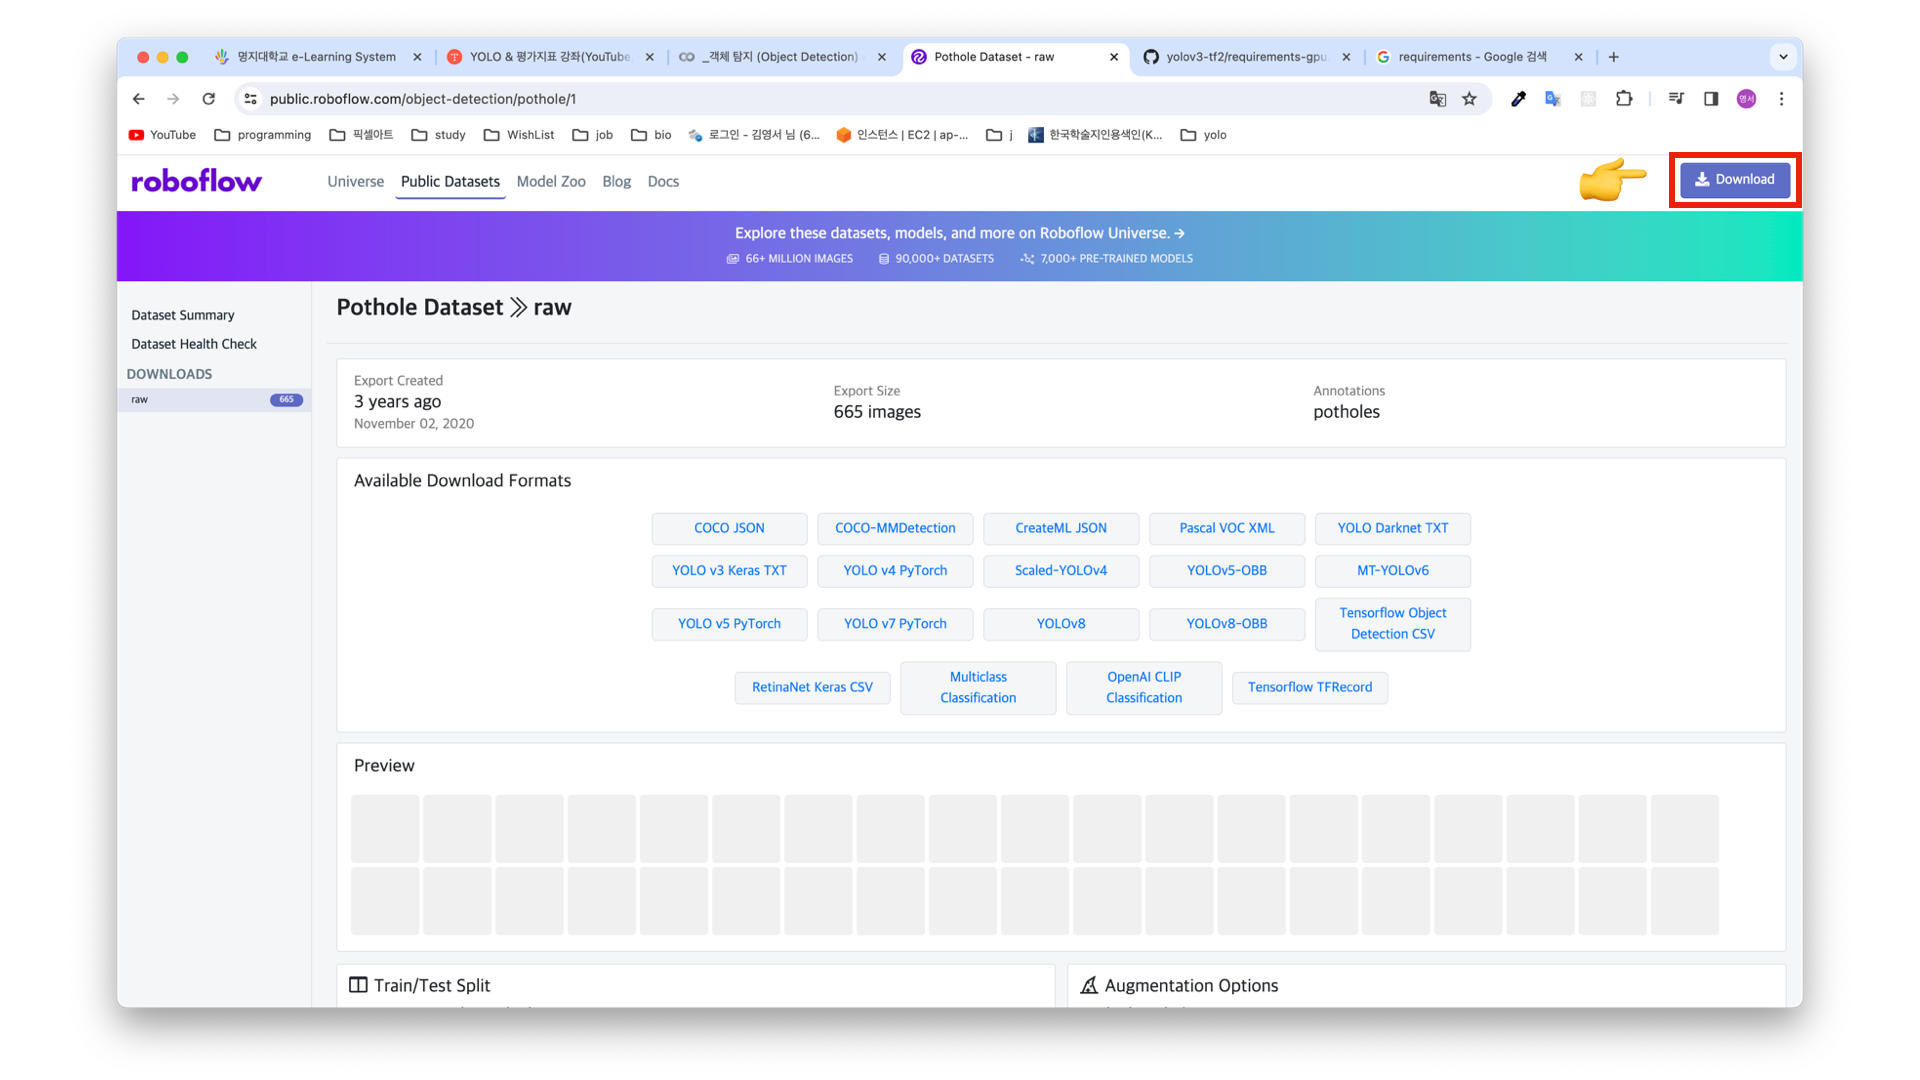 명지대학교 e-Learning System
YOLO & 평가지표 강좌(YouTube
_객체 탐지 (Object Detection)
Pothole Dataset - raw
yolov3-tf2/requirements-gpu
requirements - Google 검색
public.roboflow.com/object-detection/pothole/1
영서
YouTube
programming
픽셀아트
study
WishList
job
bio
로그인 - 김영서 님 (6...
인스턴스 | EC2 | ap-...
j
한국학술지인용색인(K...
yolo
roboflow
Universe
Public Datasets
Model Zoo
Blog
Docs
Download
Explore these datasets, models, and more on Roboflow Universe. →
66+ MILLION IMAGES
90,000+ DATASETS
7,000+ PRE-TRAINED MODELS
Dataset Summary
Dataset Health Check
DOWNLOADS
raw
665
Pothole Dataset ≫ raw
Export Created
3 years ago
November 02, 2020
Export Size
665 images
Annotations
potholes
Available Download Formats
COCO JSON
COCO-MMDetection
CreateML JSON
Pascal VOC XML
YOLO Darknet TXT
YOLO v3 Keras TXT
YOLO v4 PyTorch
Scaled-YOLOv4
YOLOv5-OBB
MT-YOLOv6
YOLO v5 PyTorch
YOLO v7 PyTorch
YOLOv8
YOLOv8-OBB
Tensorflow Object
Detection CSV
RetinaNet Keras CSV
Multiclass
Classification
OpenAI CLIP
Classification
Tensorflow TFRecord
Preview
Train/Test Split
Augmentation Options